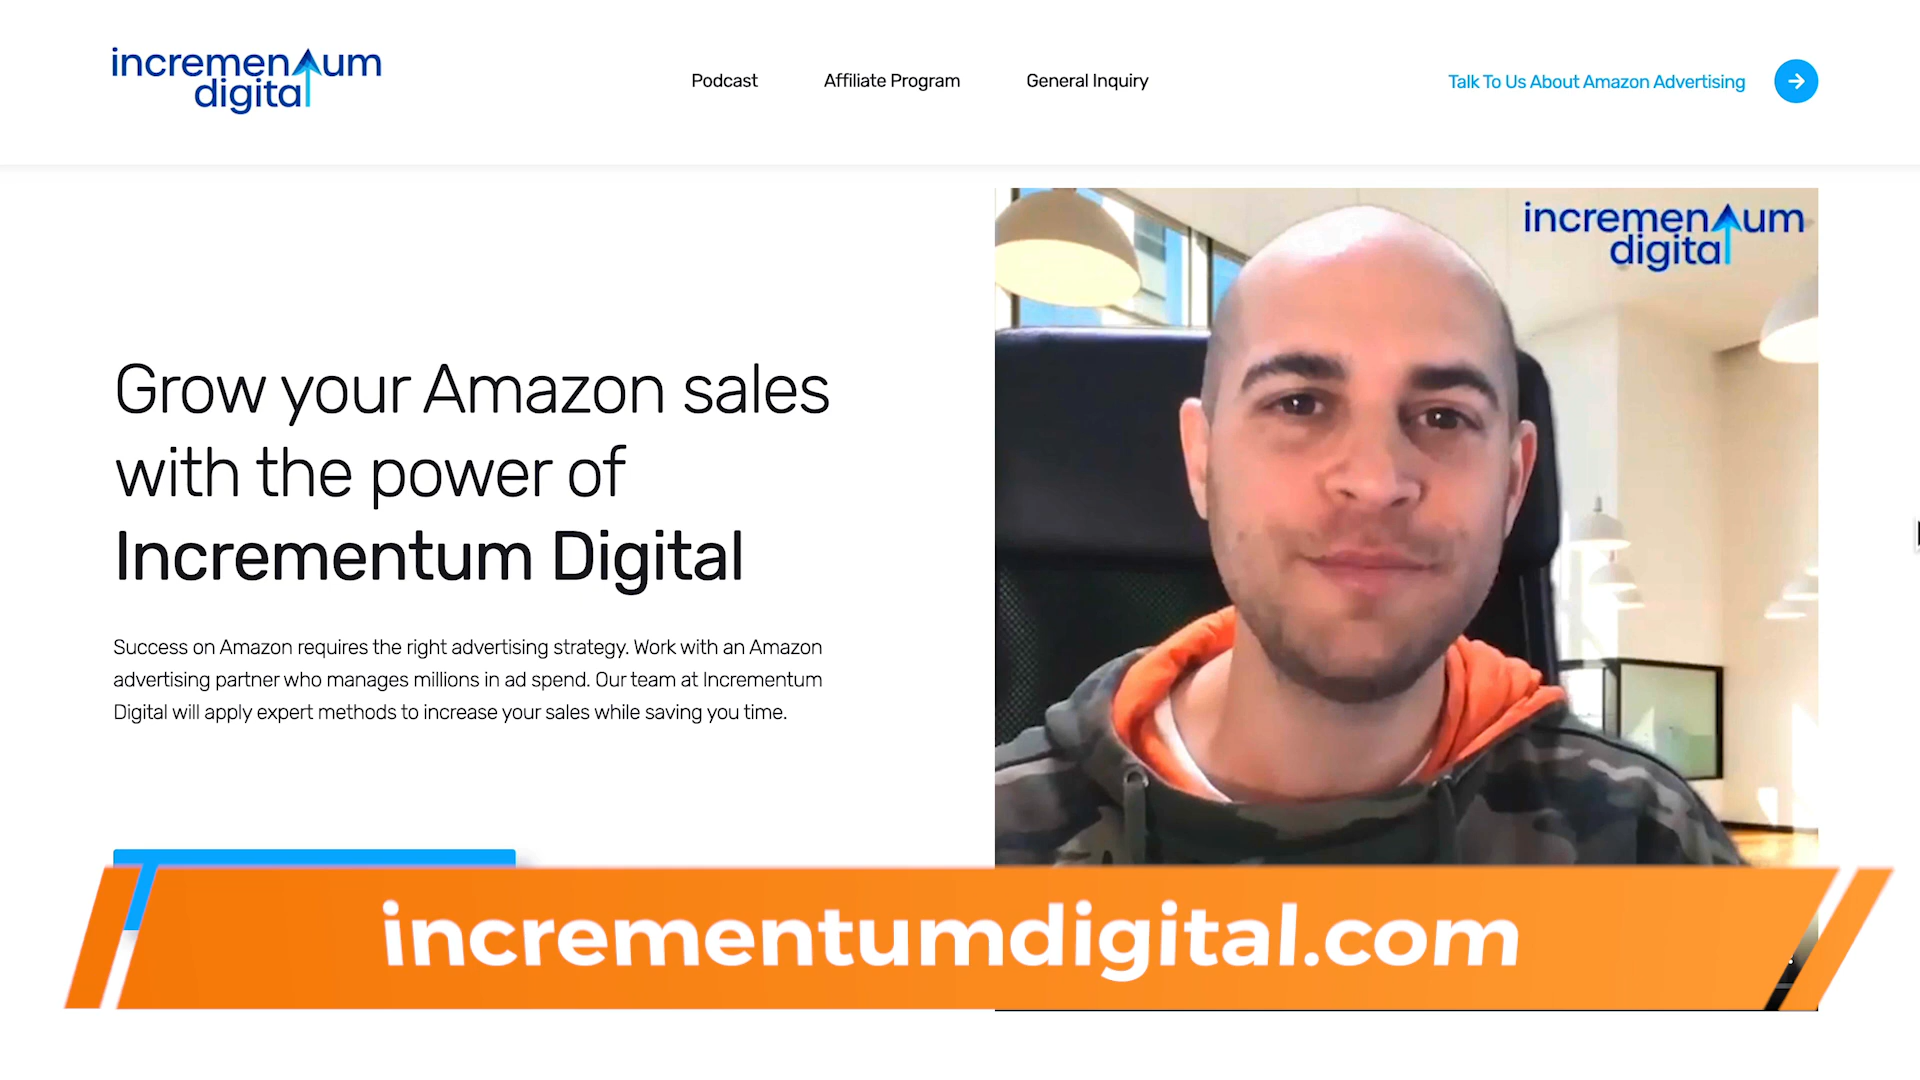 incrementum
digital
Podcast
Affiliate Program
General Inquiry
Talk To Us About Amazon Advertising
incrementum
digital
Grow your Amazon sales
with the power of
Incrementum Digital
Success on Amazon requires the right advertising strategy. Work with an Amazon
advertising partner who manages millions in ad spend. Our team at Incrementum
Digital will apply expert methods to increase your sales while saving you time.
incrementumdigital.com